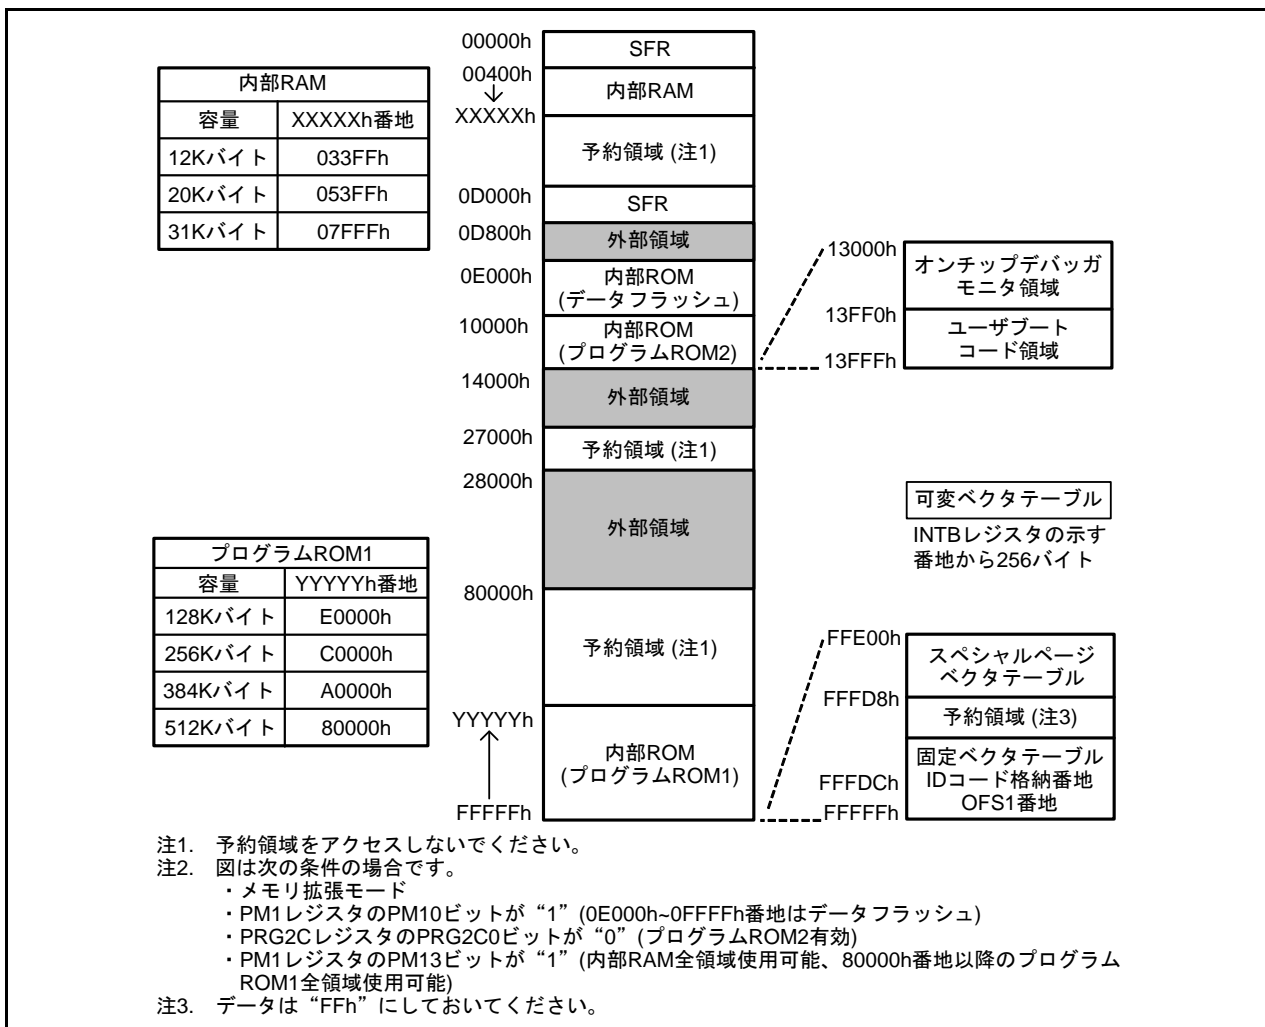 内部RAM
容量 XXXXXh番地
12Kバイト 033FFh
20Kバイト 053FFh
31Kバイト 07FFFh
プログラムROM1
容量 YYYYYh番地
128Kバイト E0000h
256Kバイト C0000h
384Kバイト A0000h
512Kバイト 80000h
00000h
SFR
00400h
内部RAM
XXXXXh
予約領域 (注1)
0D000h
SFR
0D800h
外部領域
0E000h
内部ROM
(データフラッシュ)
10000h
内部ROM
(プログラムROM2)
14000h
外部領域
27000h
予約領域 (注1)
28000h
外部領域
80000h
予約領域 (注1)
YYYYYh
内部ROM
(プログラムROM1)
FFFFFh
13000h
オンチップデバッガ
モニタ領域
13FF0h
ユーザブート
コード領域
13FFFh
可変ベクタテーブル
INTBレジスタの示す
番地から256バイト
FFE00h
スペシャルページ
ベクタテーブル
FFFD8h
予約領域 (注3)
FFFDCh
固定ベクタテーブル
IDコード格納番地
OFS1番地
FFFFFh
注1. 予約領域をアクセスしないでください。
注2. 図は次の条件の場合です。
・メモリ拡張モード
・PM1レジスタのPM10ビットが“1” (0E000h~0FFFFh番地はデータフラッシュ)
・PRG2CレジスタのPRG2C0ビットが“0” (プログラムROM2有効)
・PM1レジスタのPM13ビットが“1” (内部RAM全領域使用可能、80000h番地以降のプログラム
ROM1全領域使用可能)
注3. データは“FFh” にしておいてください。